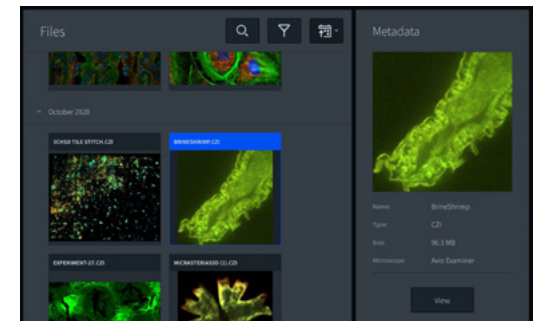 Files
October 2020
3CHSD TILE STITCH.CZI
BRINESHRIMP.CZI
EXPERIMENT-27.CZI
MICRASTERIAS3D (1).CZI
Metadata
Name: BrineShrimp
Type: CZI
Size: 96.3 MB
Microscope: Axio Examiner
View